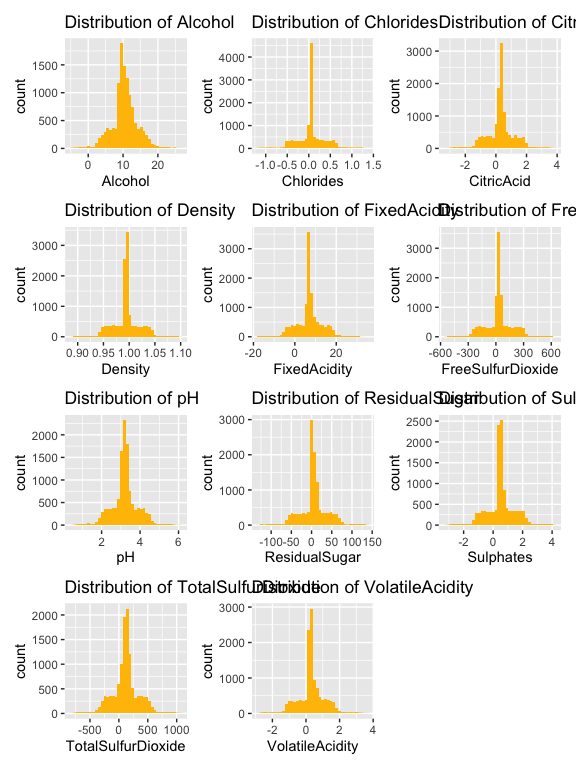 Distribution of Alcohol
count
1500
1000
500
0
0 10 20
Alcohol
Distribution of Chlorides
count
4000
3000
2000
1000
0
-1.0 -0.5 0.0 0.5 1.0 1.5
Chlorides
Distribution of Citr
count
3000
2000
1000
0
-2 0 2 4
CitricAcid
Distribution of Density
count
3000
2000
1000
0
0.90 0.95 1.00 1.05 1.10
Density
Distribution of FixedAcidity
count
3000
2000
1000
0
-20 0 20
FixedAcidity
Distribution of Free
count
3000
2000
1000
0
-600 -300 0 300 600
FreeSulfurDioxide
Distribution of pH
count
2000
1500
1000
500
0
2 4 6
pH
Distribution of ResidualSugar
count
3000
2000
1000
0
-100 -50 0 50 100 150
ResidualSugar
Distribution of Sul
count
2500
2000
1500
1000
500
0
-2 0 2 4
Sulphates
Distribution of TotalSulfurDioxide
count
2000
1500
1000
500
0
-500 0 500 1000
TotalSulfurDioxide
Distribution of VolatileAcidity
count
3000
2000
1000
0
-2 0 2 4
VolatileAcidity